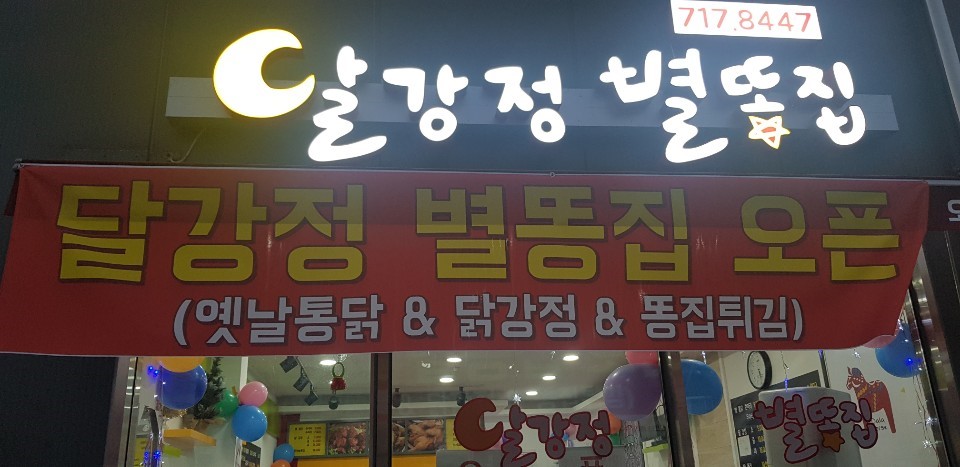 717.8447
달강정 별똥집
달강정 별똥집 오픈
(옛날통닭 & 닭강정 & 똥집튀김)
달강정
별똥집